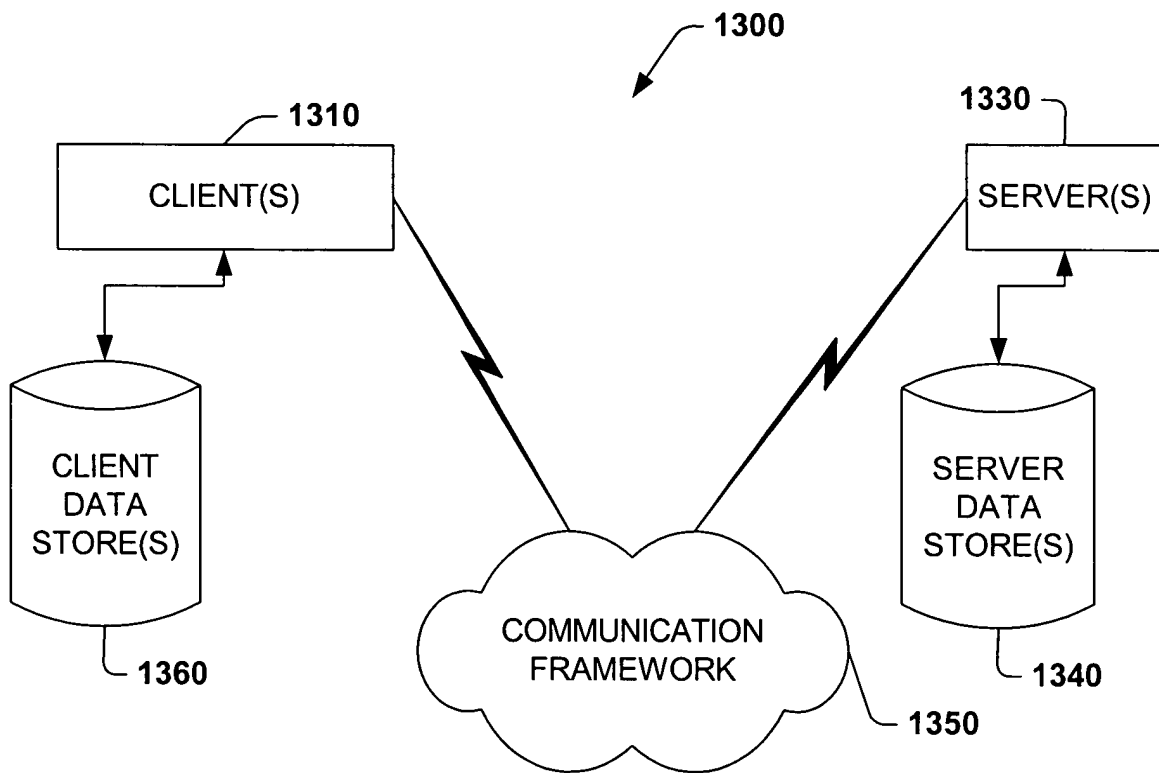 1300
1310
1330
CLIENT(S)
SERVER(S)
CLIENT
DATA
STORE(S)
SERVER
DATA
STORE(S)
COMMUNICATION
FRAMEWORK
1360
1340
1350